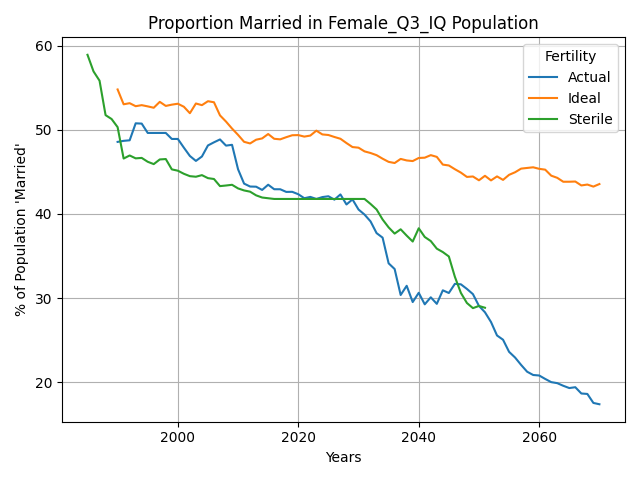 Proportion Married in Female_Q3_IQ Population
Fertility
Actual
Ideal
Sterile
% of Population 'Married'
60
50
40
30
20
2000
2020
2040
2060
Years